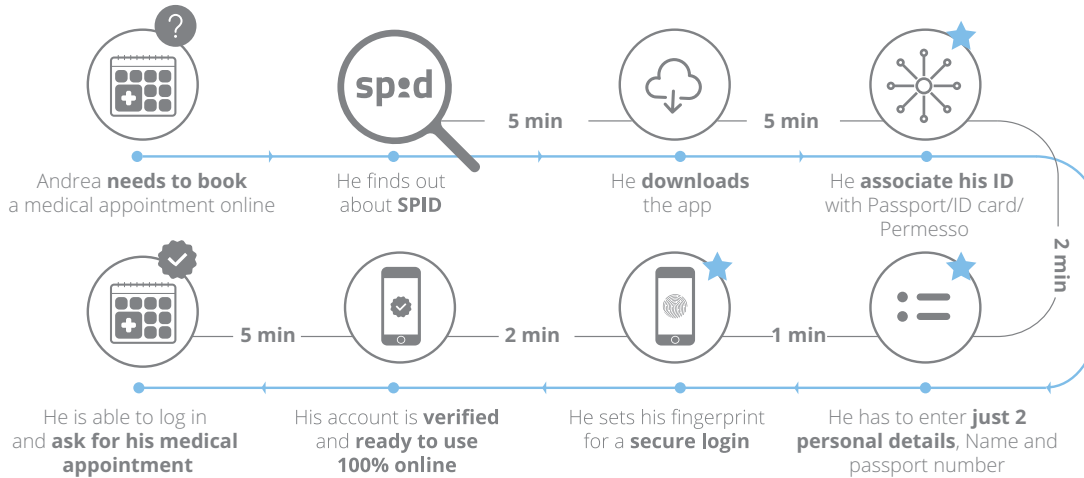 ?
spid
5 min
5 min
Andrea needs to book
a medical appointment online
He finds out
about SPID
He downloads
the app
He associate his ID
with Passport/ID card/
Permesso
2 min
5 min
2 min
1 min
He is able to log in
and ask for his medical
appointment
His account is verified
and ready to use
100% online
He sets his fingerprint
for a secure login
He has to enter just 2
personal details, Name and
passport number